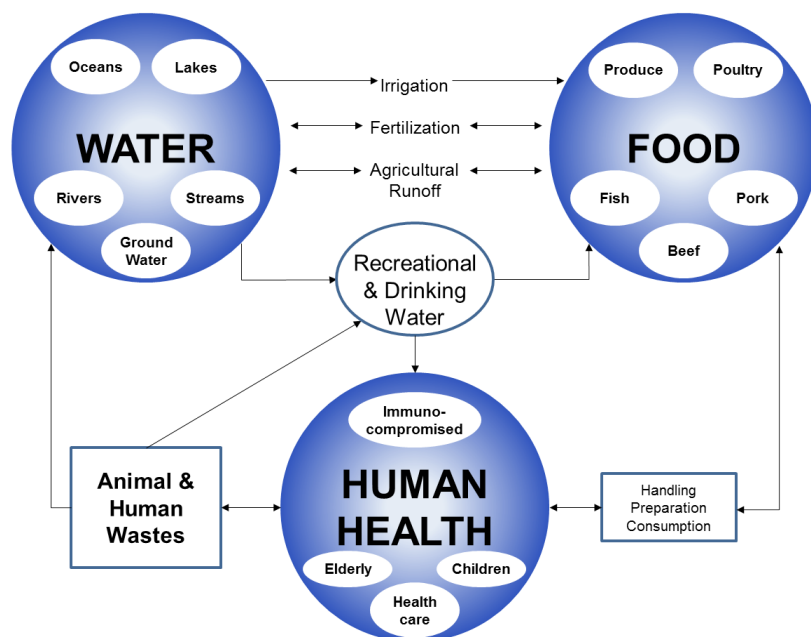 Oceans
Lakes
WATER
Rivers
Streams
Ground
Water
Irrigation
Fertilization
Agricultural
Runoff
Produce
Poultry
FOOD
Fish
Pork
Beef
Recreational
& Drinking
Water
Immuno-
compromised
HUMAN
HEALTH
Elderly
Children
Health
care
Animal &
Human
Wastes
Handling
Preparation
Consumption